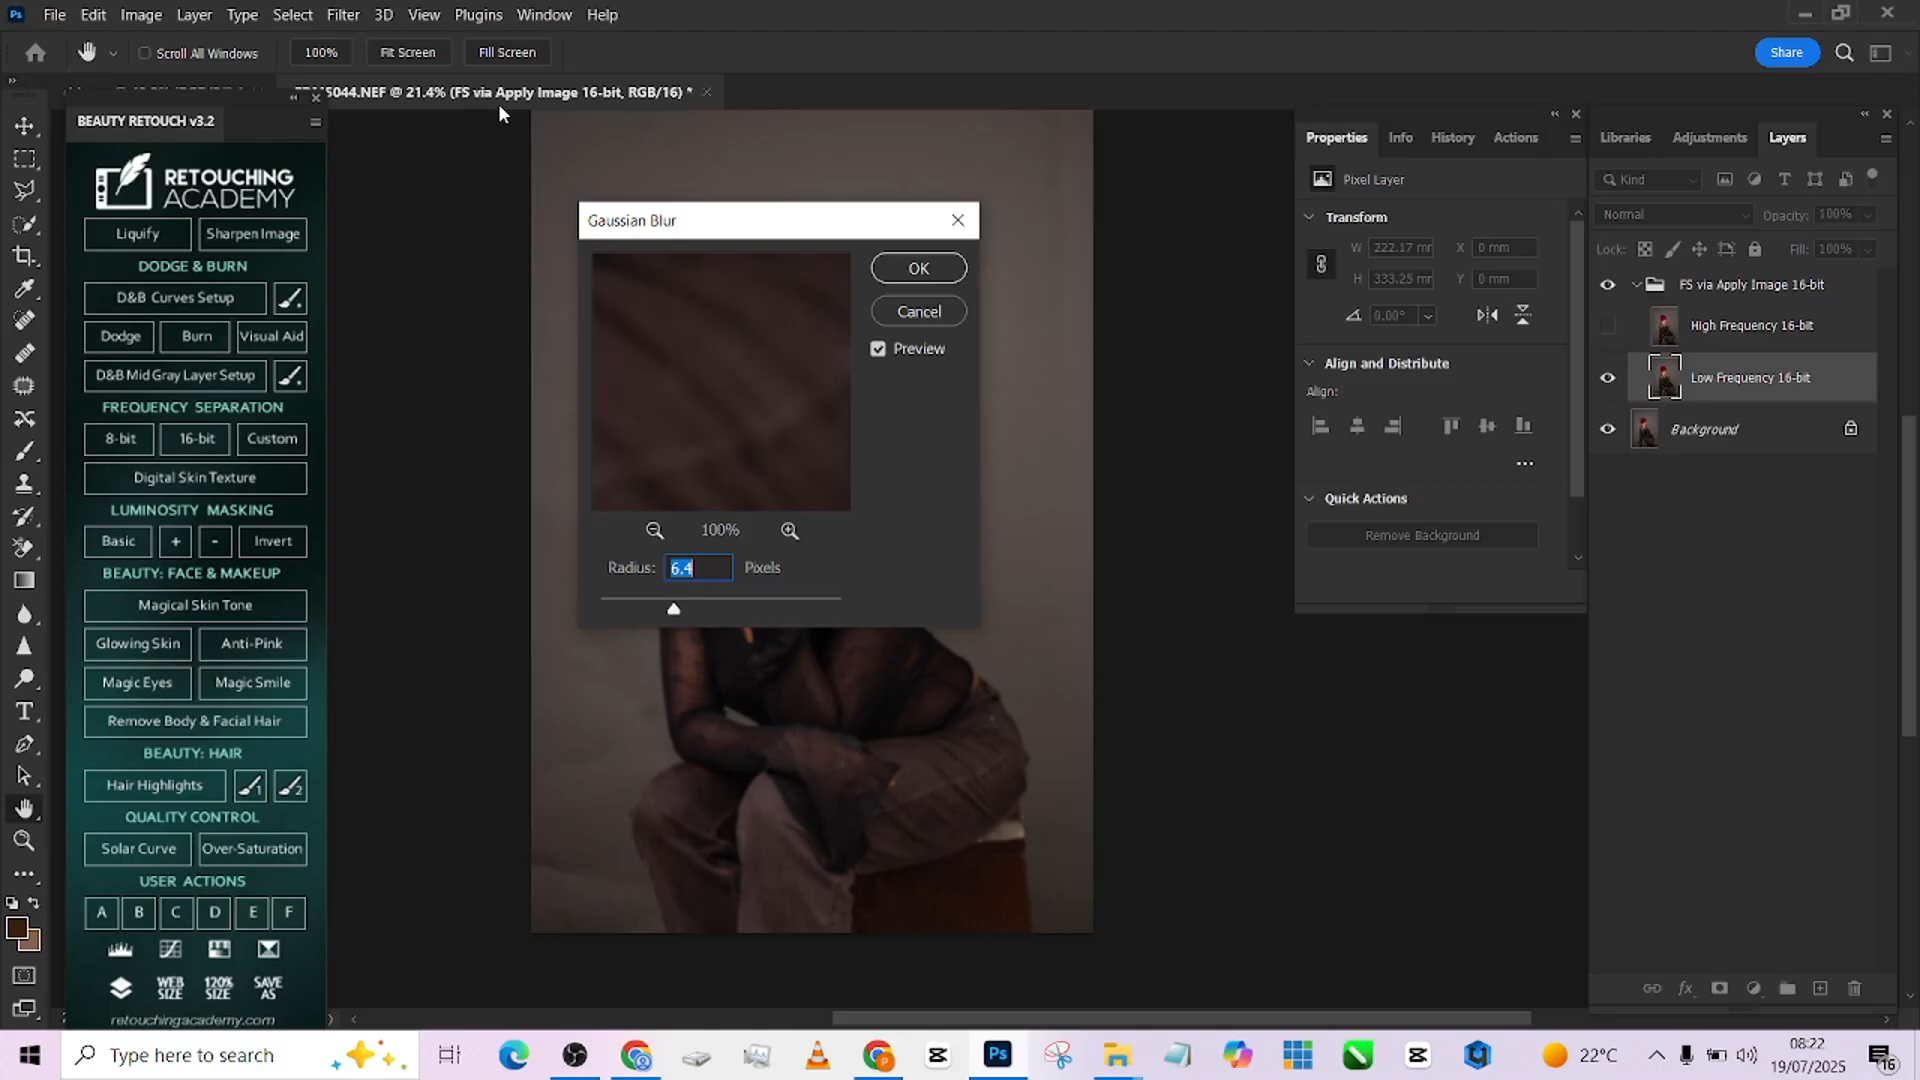 Ps File Edit Image Layer Type Select Filter 3D View Plugins Window Help
Scroll All Windows 100% Fit Screen Fill Screen Share
5044.NEF @ 21.4% (FS via Apply Image 16-bit, RGB/16) *
BEAUTY RETOUCH v3.2
RETOUCHING
ACADEMY
Liquify Sharpen Image
DODGE & BURN
D&B Curves Setup
Dodge Burn Visual Aid
D&B Mid Gray Layer Setup
FREQUENCY SEPARATION
8-bit 16-bit Custom
Digital Skin Texture
LUMINOSITY MASKING
Basic + - Invert
BEAUTY: FACE & MAKEUP
Magical Skin Tone
Glowing Skin Anti-Pink
Magic Eyes Magic Smile
Remove Body & Facial Hair
BEAUTY: HAIR
Hair Highlights 1 2
QUALITY CONTROL
Solar Curve Over-Saturation
USER ACTIONS
A B C D E F
WEB SIZE 120% SIZE SAVE AS
retouchingacademy.com
Gaussian Blur
OK
Cancel
Preview
100%
Radius: 6.4 Pixels
Properties Info History Actions
Pixel Layer
Transform
W 222.17 mr X 0 mm
H 333.25 mr Y 0 mm
0.00°
Align and Distribute
Align:
Quick Actions
Remove Background
Libraries Adjustments Layers
Kind
Normal Opacity: 100%
Lock: Fill: 100%
FS via Apply Image 16-bit
High Frequency 16-bit
Low Frequency 16-bit
Background
Type here to search
Ps
22°C
08:22
19/07/2025
16